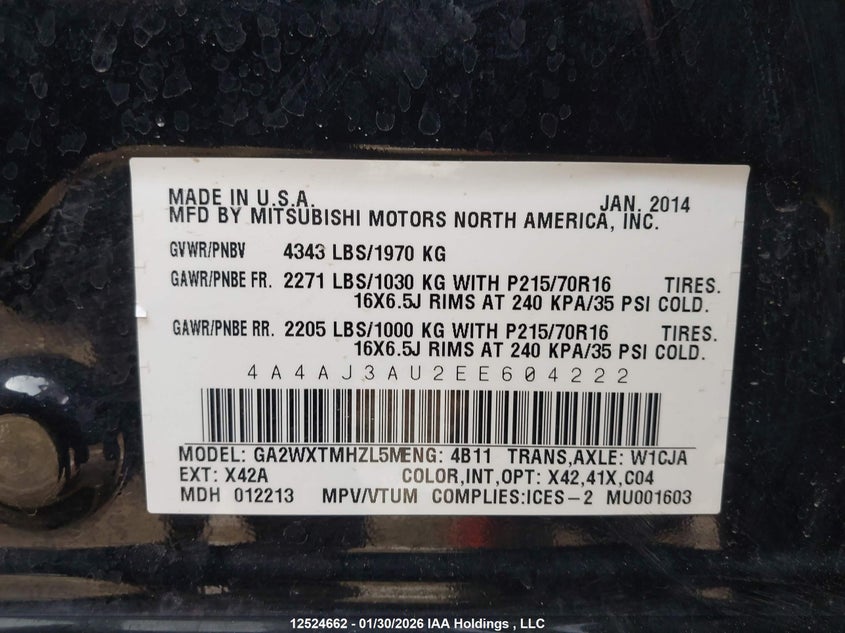 MADE IN U.S.A. JAN. 2014
MFD BY MITSUBISHI MOTORS NORTH AMERICA, INC.
GVWR/PNBV 4343 LBS/1970 KG
GAWR/PNBE FR. 2271 LBS/1030 KG WITH P215/70R16 TIRES.
16X6.5J RIMS AT 240 KPA/35 PSI COLD.
GAWR/PNBE RR. 2205 LBS/1000 KG WITH P215/70R16 TIRES.
16X6.5J RIMS AT 240 KPA/35 PSI COLD.
4A4AJ3AU2EE604222
MODEL: GA2WXTMHZL5M ENG: 4B11 TRANS,AXLE: W1CJA
EXT: X42A COLOR,INT,OPT: X42,41X,C04
MDH 012213 MPV/VTUM COMPLIES:ICES-2 MU001603
12524662 - 01/30/2026 IAA Holdings , LLC